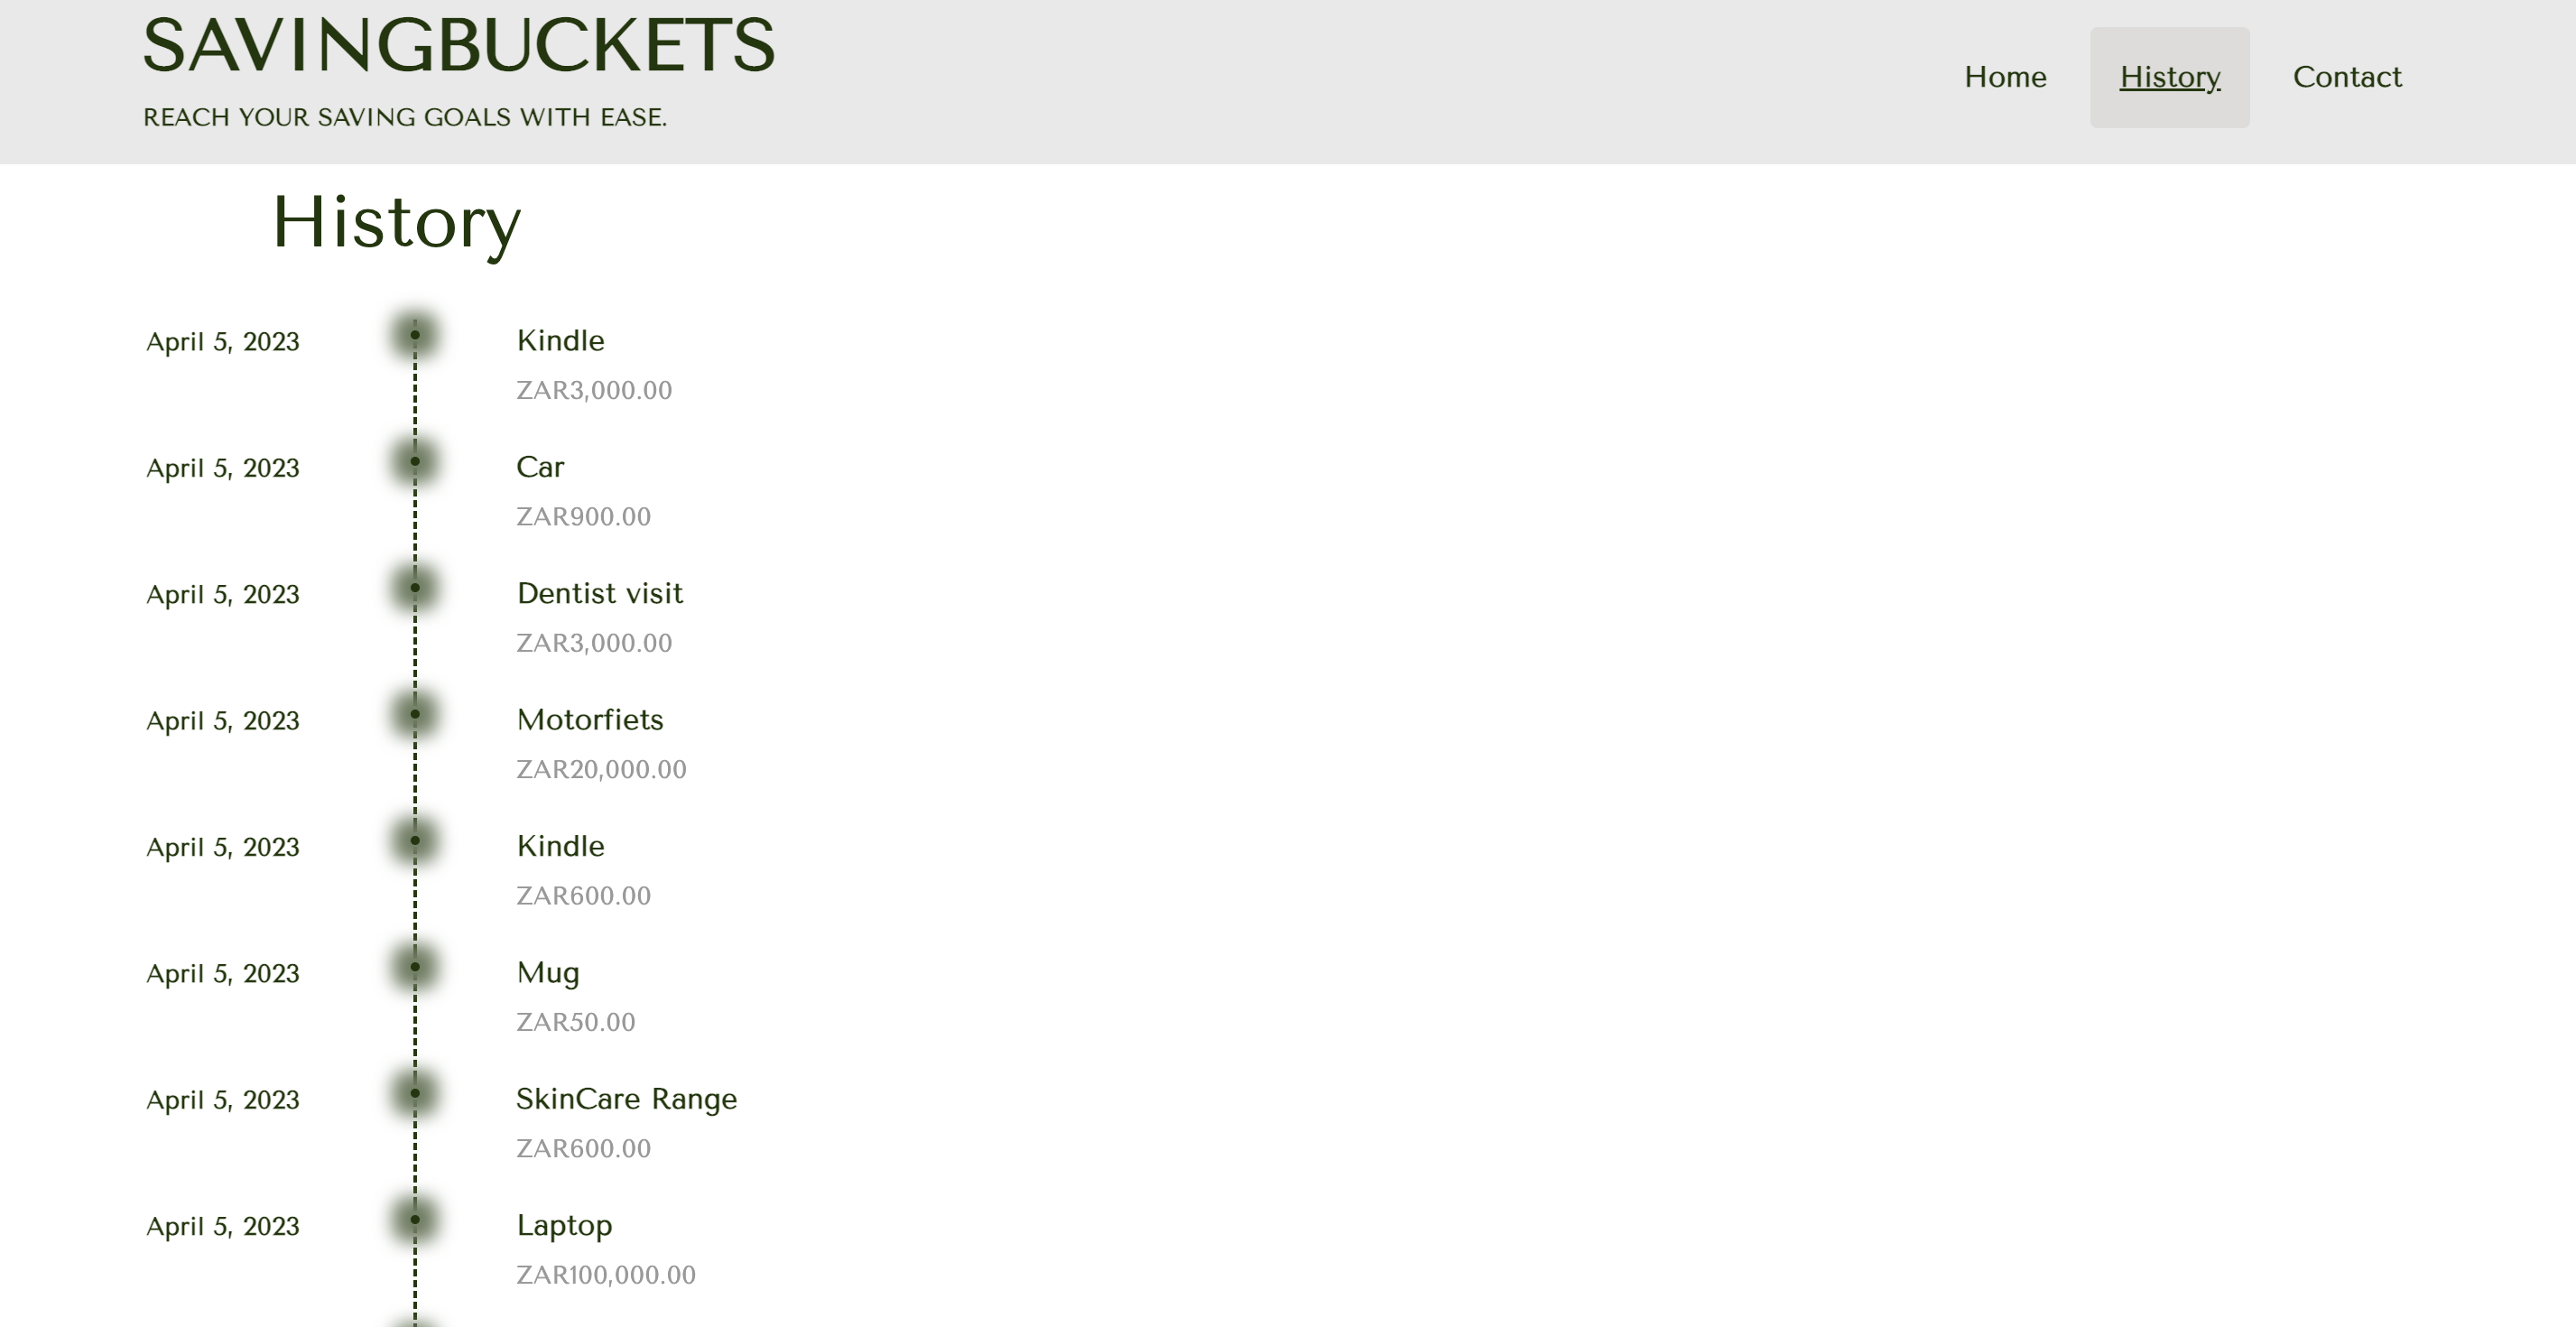 SAVINGBUCKETS
REACH YOUR SAVING GOALS WITH EASE.
Home
History
Contact
History
April 5, 2023
Kindle
ZAR3,000.00
April 5, 2023
Car
ZAR900.00
April 5, 2023
Dentist visit
ZAR3,000.00
April 5, 2023
Motorfiets
ZAR20,000.00
April 5, 2023
Kindle
ZAR600.00
April 5, 2023
Mug
ZAR50.00
April 5, 2023
SkinCare Range
ZAR600.00
April 5, 2023
Laptop
ZAR100,000.00